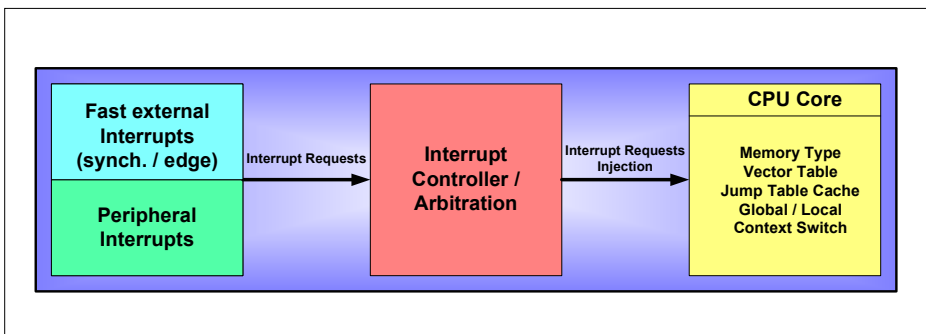 Fast external
Interrupts
(synch. / edge)
Peripheral
Interrupts
Interrupt Requests
Interrupt
Controller /
Arbitration
Interrupt Requests
Injection
CPU Core
Memory Type
Vector Table
Jump Table Cache
Global / Local
Context Switch